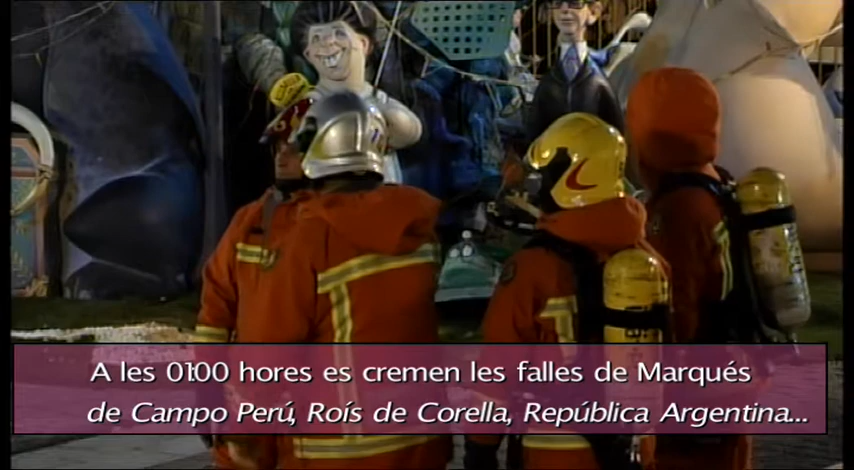 A les 01:00 hores es cremen les falles de Marqués
de Campo Perú, Roís de Corella, República Argentina...